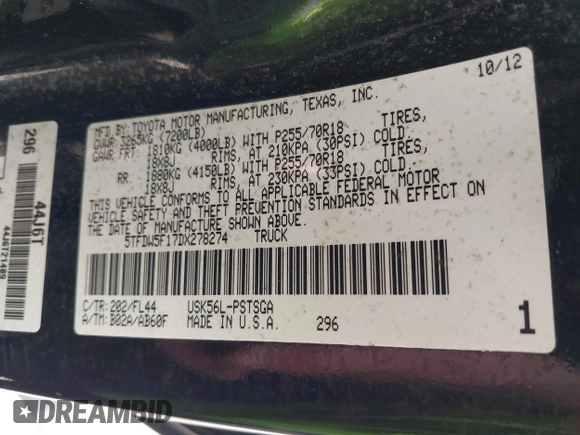 10/12
MFD.BY: TOYOTA MOTOR MANUFACTURING, TEXAS, INC.
GVWR: 3265KG (7200LB)
GAWR: FRT. 1810KG (4000LB) WITH P255/70R18 TIRES,
18X8J RIMS, AT 210KPA (30PSI) COLD.
RR. 1880KG (4150LB) WITH P255/70R18 TIRES,
18X8J RIMS, AT 230KPA (33PSI) COLD.
THIS VEHICLE CONFORMS TO ALL APPLICABLE FEDERAL MOTOR
VEHICLE SAFETY AND THEFT PREVENTION STANDARDS IN EFFECT ON
THE DATE OF MANUFACTURE SHOWN ABOVE.
5TFDW5F17DX278274 TRUCK
C/TR: 202/FL44 USK56L-PSTSGA
A/TM: B02A/AB60F MADE IN U.S.A. 296 1
296 44J6T
44J6T21489
DREAMBID